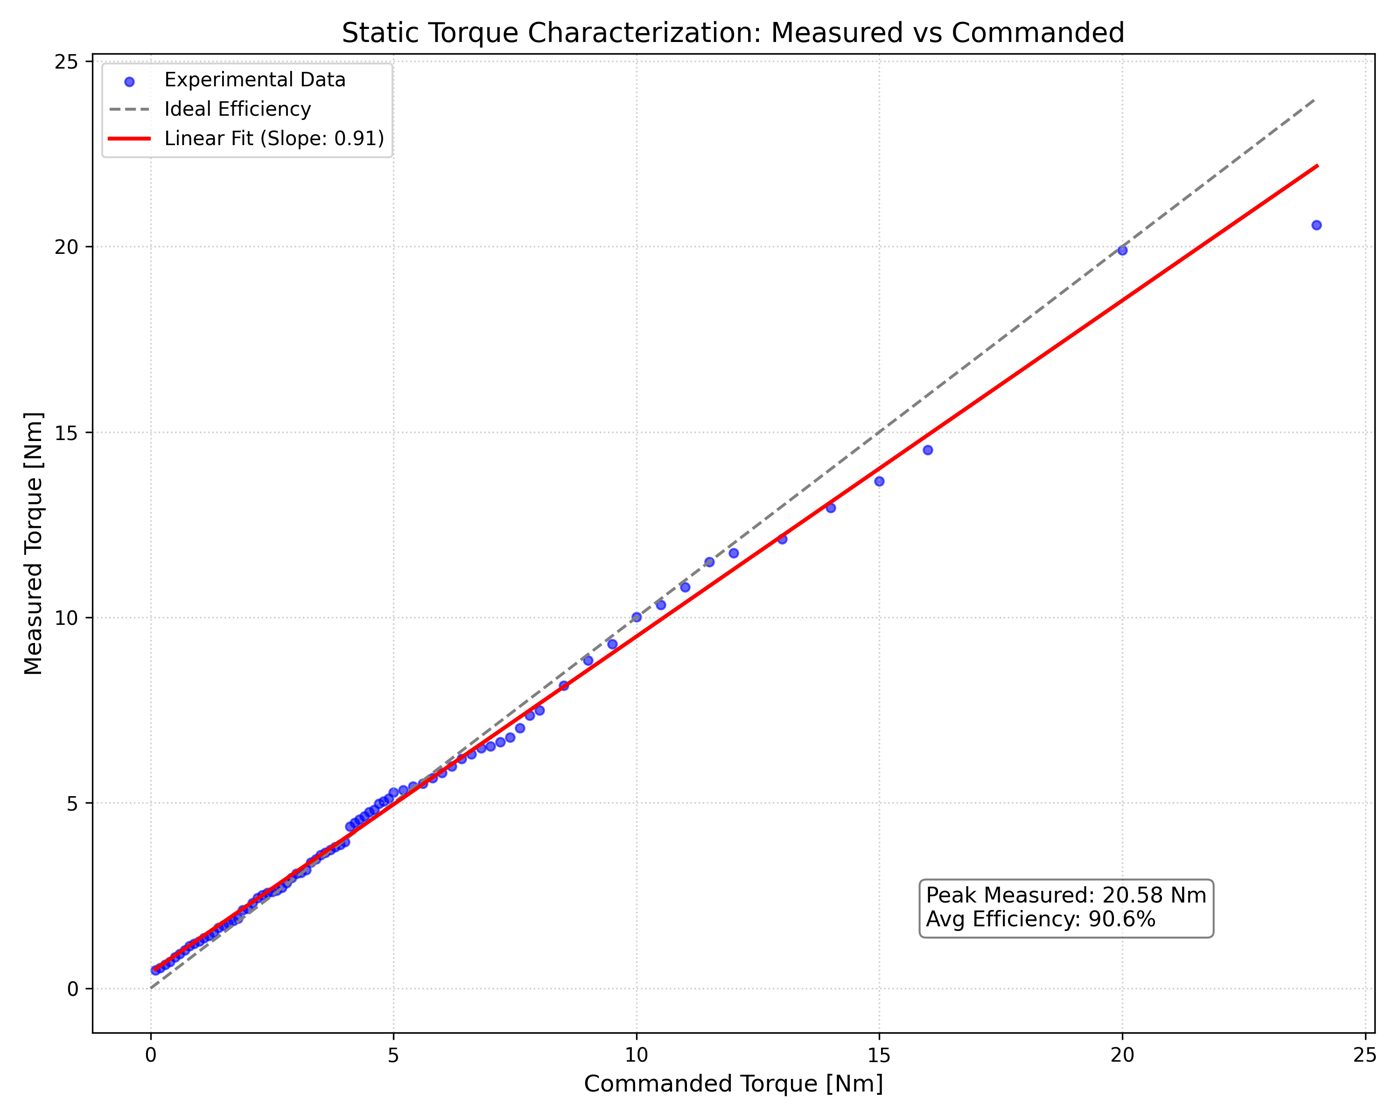 Static Torque Characterization: Measured vs Commanded
25
20
15
10
5
0
Measured Torque [Nm]
Experimental Data
Ideal Efficiency
Linear Fit (Slope: 0.91)
Peak Measured: 20.58 Nm
Avg Efficiency: 90.6%
0 5 10 15 20 25
Commanded Torque [Nm]